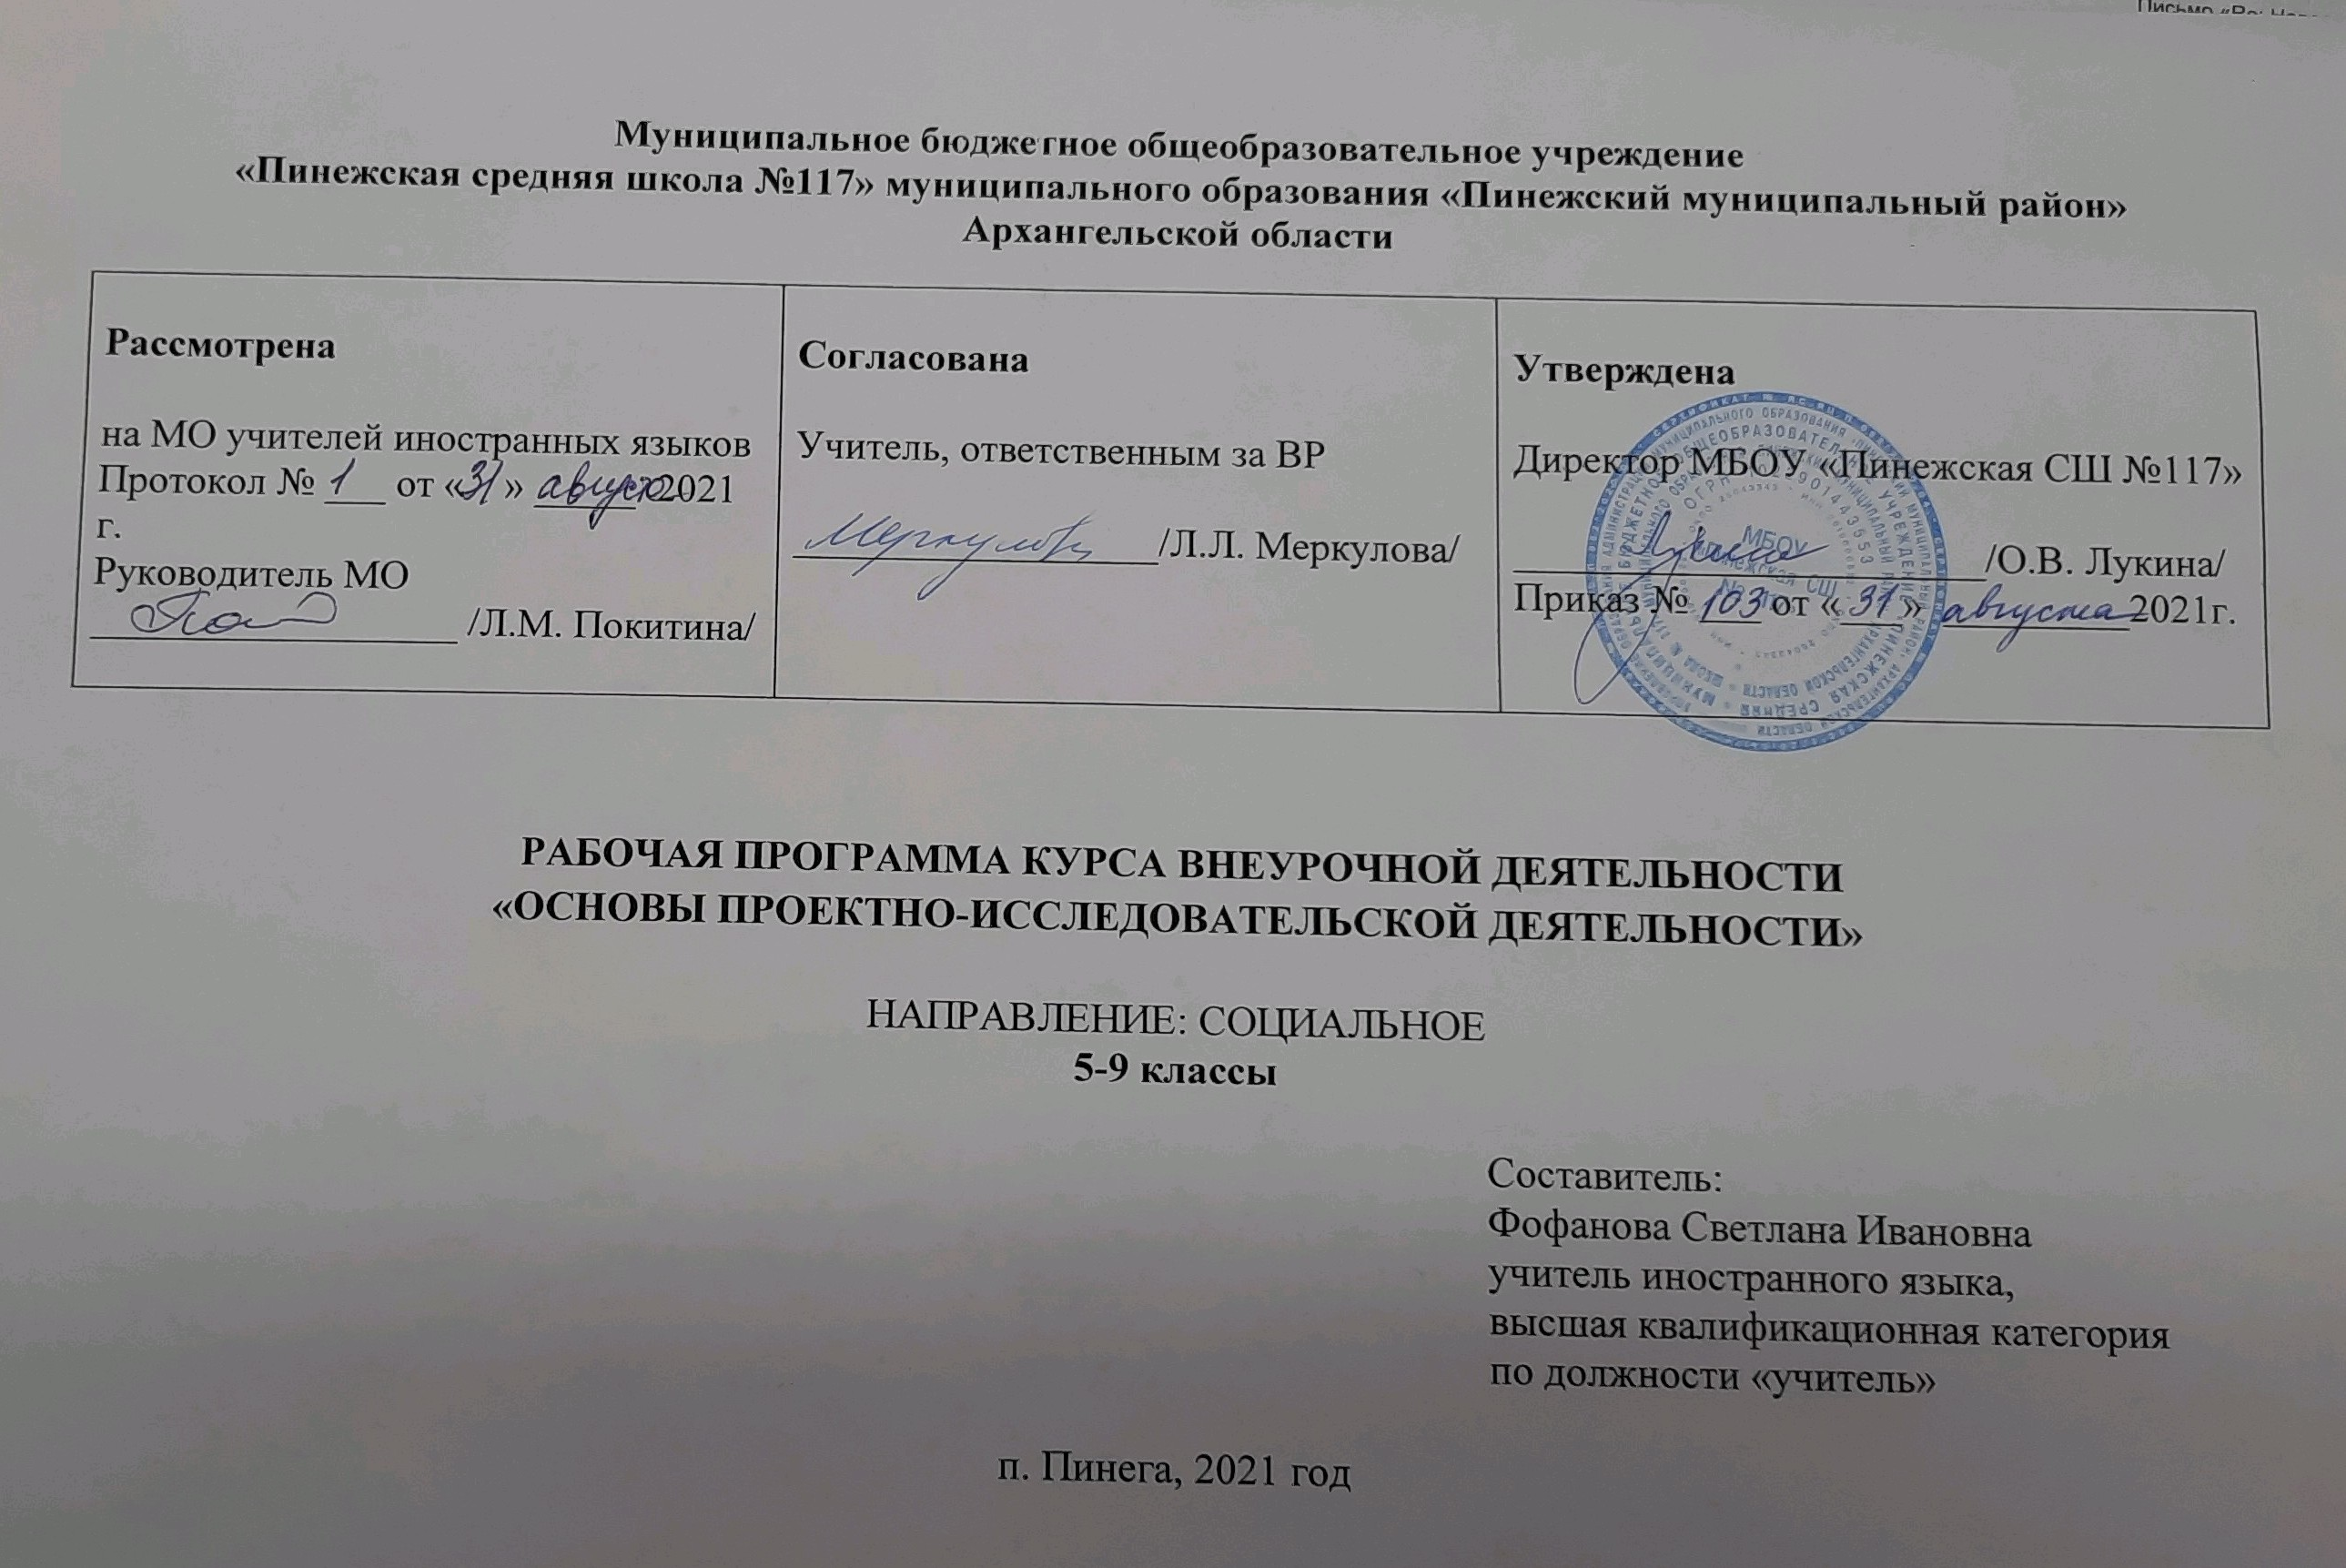 Муниципальное бюджетное общеобразовательное учреждение
«Пинежская средняя школа №117» муниципального образования «Пинежский муниципальный район»
Архангельской области
Рассмотрена
на МО учителей иностранных языков
Протокол № 1 от «31» август 2021
г.
Руководитель МО
/Л.М. Покитина/
Согласована
Учитель, ответственным за ВР
Меркулова /Л.Л. Меркулова/
Утверждена
Директор МБОУ «Пинежская СШ №117»
/О.В. Лукина/
Приказ № 103 от «31» августа 2021г.
МБОУ
РАБОЧАЯ ПРОГРАММА КУРСА ВНЕУРОЧНОЙ ДЕЯТЕЛЬНОСТИ
«ОСНОВЫ ПРОЕКТНО-ИССЛЕДОВАТЕЛЬСКОЙ ДЕЯТЕЛЬНОСТИ»
НАПРАВЛЕНИЕ: СОЦИАЛЬНОЕ
5-9 классы
Составитель:
Фофанова Светлана Ивановна
учитель иностранного языка,
высшая квалификационная категория
по должности «учитель»
п. Пинега, 2021 год